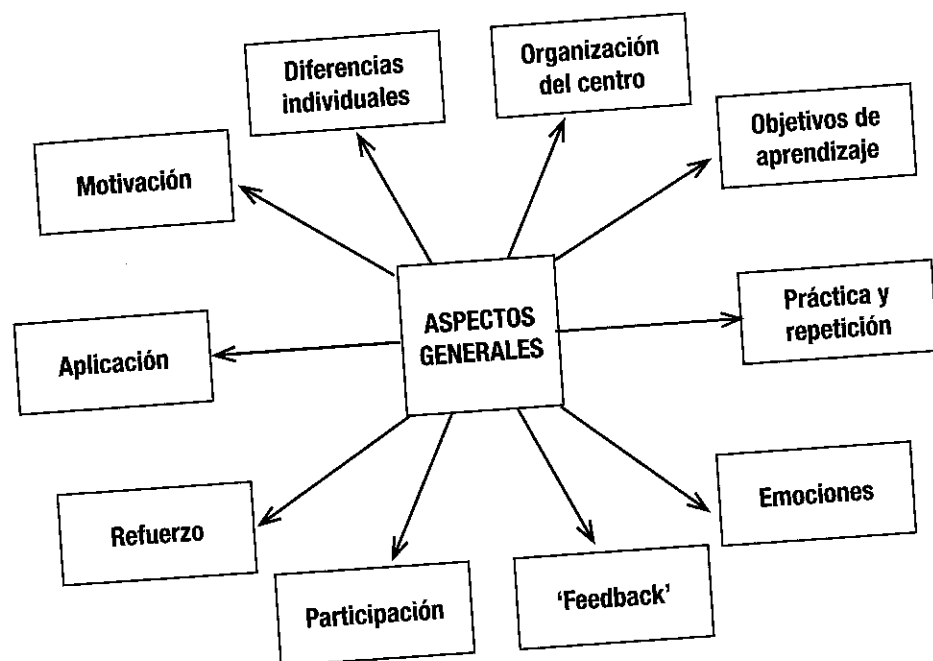 Diferencias
individuales
Organización
del centro
Objetivos de
aprendizaje
Motivación
ASPECTOS
GENERALES
Práctica y
repetición
Aplicación
Emociones
Refuerzo
Participación
‘Feedback’